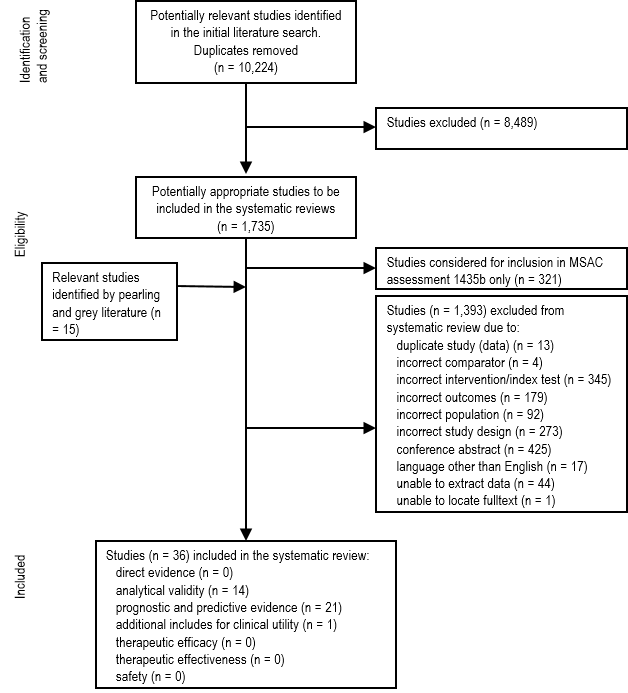 Identification
and screening
Potentially relevant studies identified
in the initial literature search.
Duplicates removed
(n = 10,224)
Studies excluded (n = 8,489)
Eligibility
Potentially appropriate studies to be
included in the systematic reviews
(n = 1,735)
Studies considered for inclusion in MSAC
assessment 1435b only (n = 321)
Relevant studies
identified by pearling
and grey literature (n
= 15)
Studies (n = 1,393) excluded from
systematic review due to:
duplicate study (data) (n = 13)
incorrect comparator (n = 4)
incorrect intervention/index test (n = 345)
incorrect outcomes (n = 179)
incorrect population (n = 92)
incorrect study design (n = 273)
conference abstract (n = 425)
language other than English (n = 17)
unable to extract data (n = 44)
unable to locate fulltext (n = 1)
Included
Studies (n = 36) included in the systematic review:
direct evidence (n = 0)
analytical validity (n = 14)
prognostic and predictive evidence (n = 21)
additional includes for clinical utility (n = 1)
therapeutic efficacy (n = 0)
therapeutic effectiveness (n = 0)
safety (n = 0)